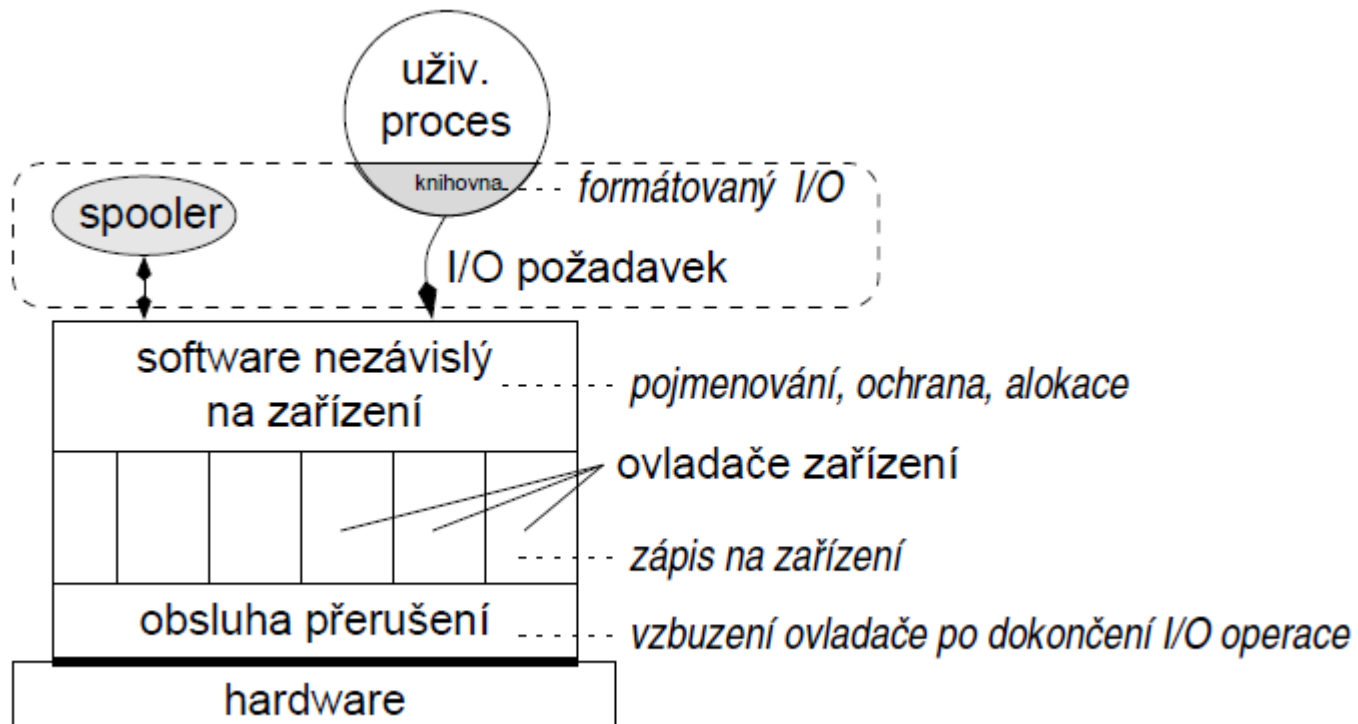 uživ.
proces
knihovna
formátovaný I/O
spooler
I/O požadavek
software nezávislý
na zařízení
pojmenování, ochrana, alokace
ovladače zařízení
zápis na zařízení
obsluha přerušení
vzbuzení ovladače po dokončení I/O operace
hardware